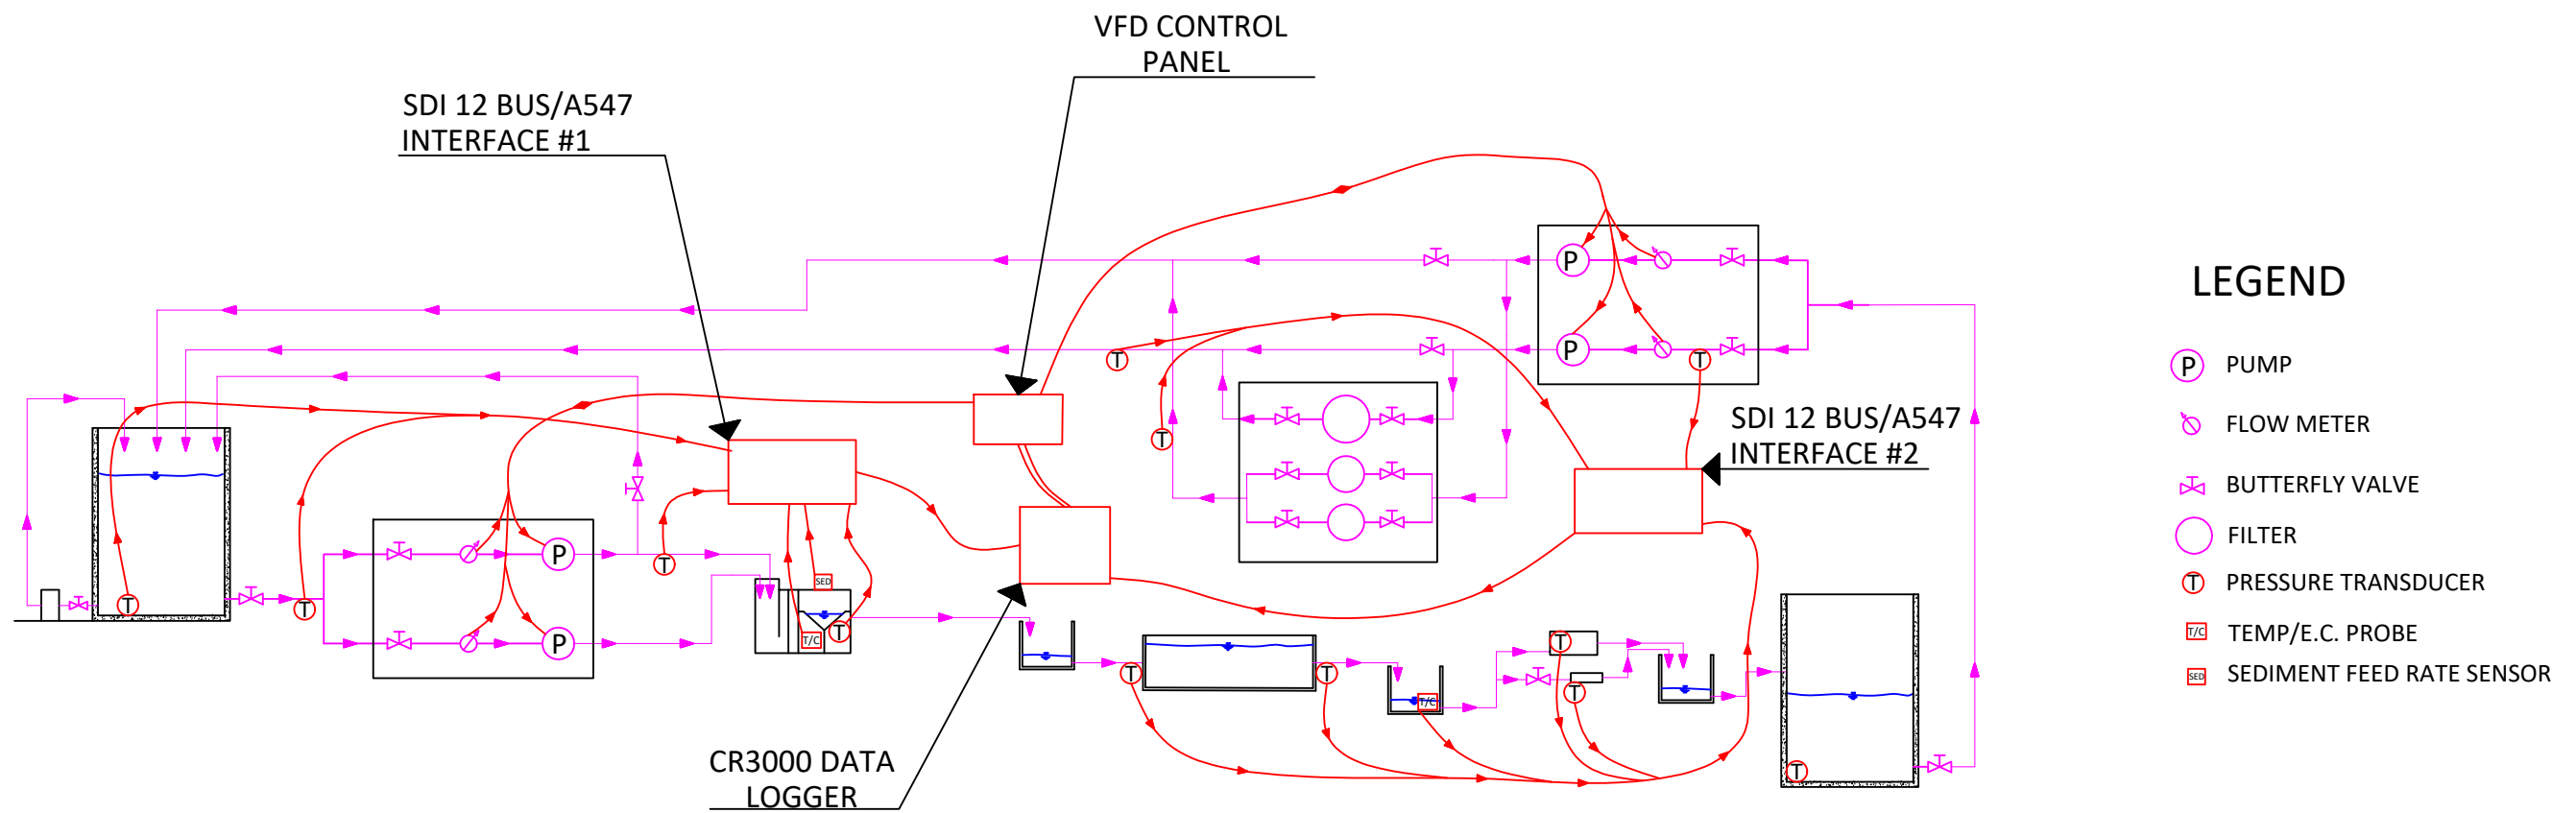 VFD CONTROL
PANEL
SDI 12 BUS/A547
INTERFACE #1
SDI 12 BUS/A547
INTERFACE #2
CR3000 DATA
LOGGER
P
P
P
P
T
T
T
T
T
T
T
T
T
T
T
T
SED
T/C
T/C
LEGEND
P PUMP
FLOW METER
BUTTERFLY VALVE
FILTER
T PRESSURE TRANSDUCER
T/C TEMP/E.C. PROBE
SED SEDIMENT FEED RATE SENSOR